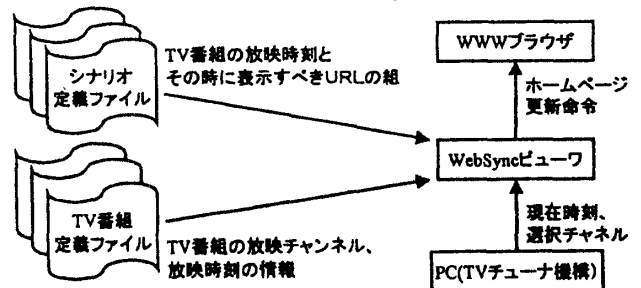 シナリオ
定義ファイル
TV番組の放映時刻と
その時に表示すべきURLの組
WWWブラウザ
ホームページ
更新命令
WebSyncビューワ
TV番組
定義ファイル
TV番組の放映チャンネル、
放映時刻の情報
現在時刻、
選択チャネル
PC(TVチューナ機構)